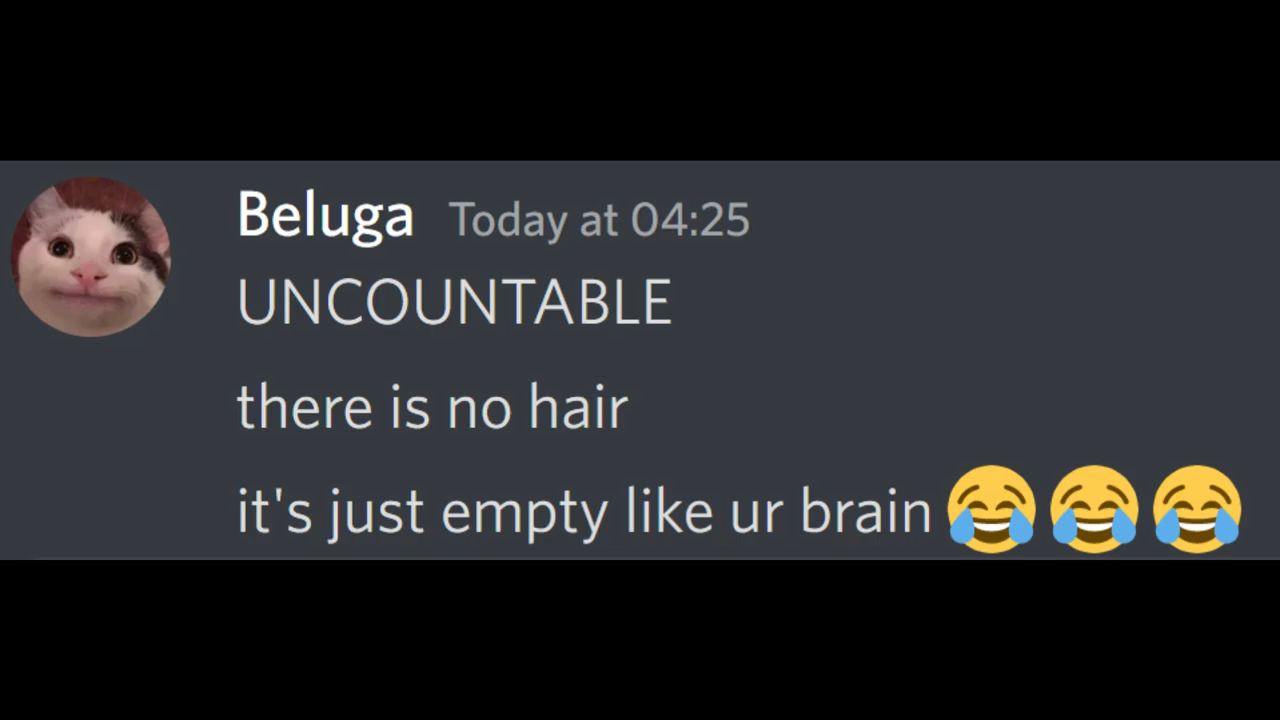 Beluga Today at 04:25
UNCOUNTABLE
there is no hair
it's just empty like ur brain 😂😂😂